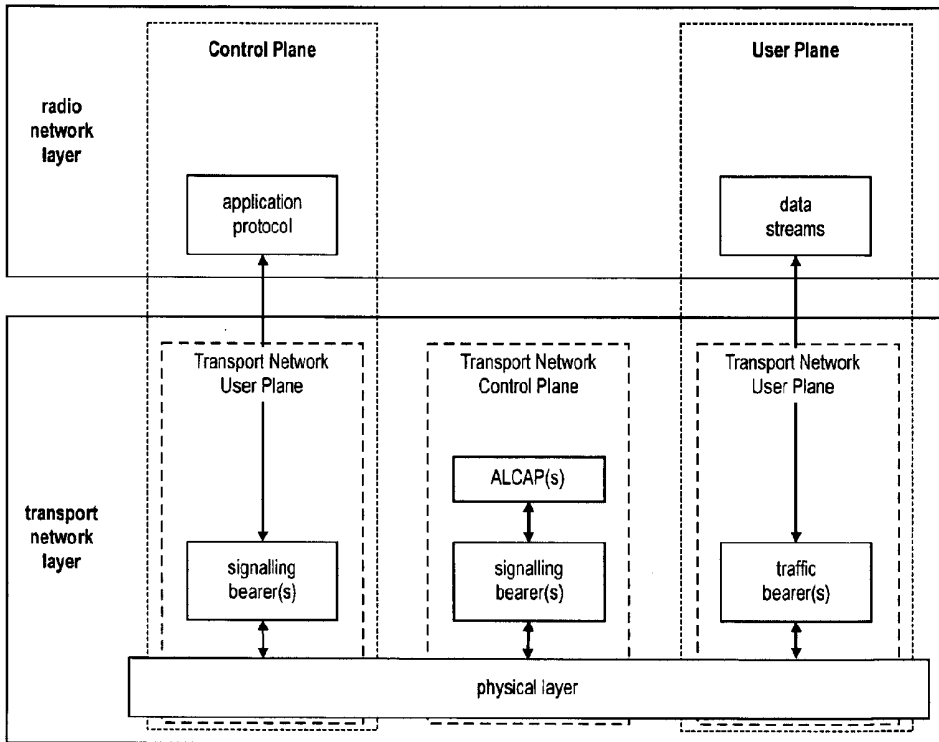 Control Plane
User Plane
radio
network
layer
application
protocol
data
streams
Transport Network
User Plane
Transport Network
Control Plane
Transport Network
User Plane
ALCAP(s)
transport
network
layer
signalling
bearer(s)
signalling
bearer(s)
traffic
bearer(s)
physical layer